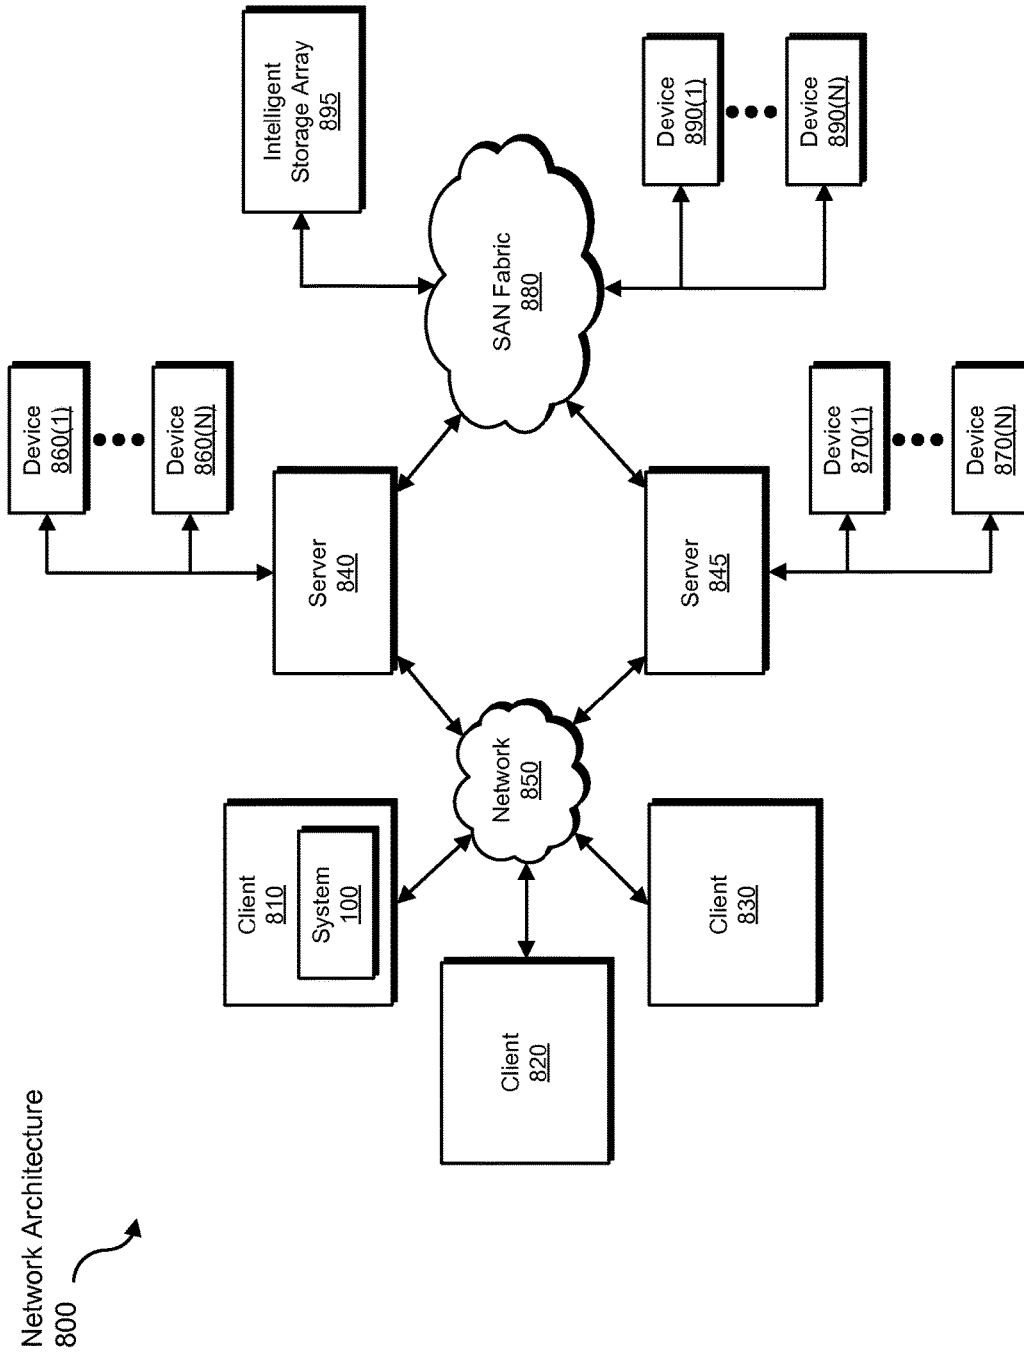 Network Architecture
800
Client
810
System
100
Client
820
Client
830
Network
850
Server
840
Server
845
Device
860(1)
Device
860(N)
Device
870(1)
Device
870(N)
SAN Fabric
880
Intelligent
Storage Array
895
Device
890(1)
Device
890(N)